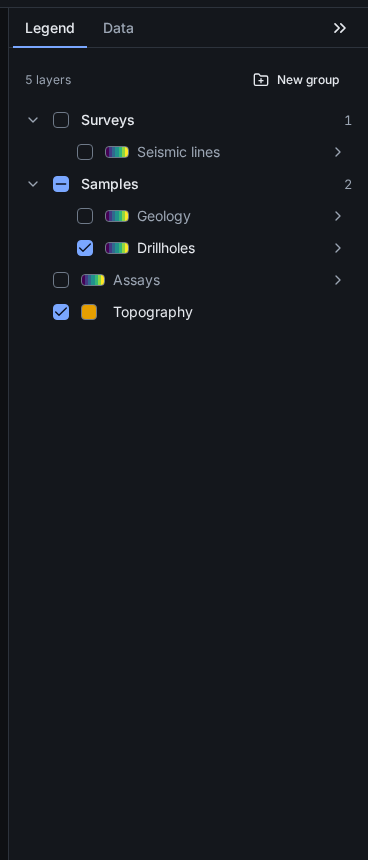 Legend Data
5 layers New group
Surveys 1
Seismic lines
Samples 2
Geology
Drillholes
Assays
Topography